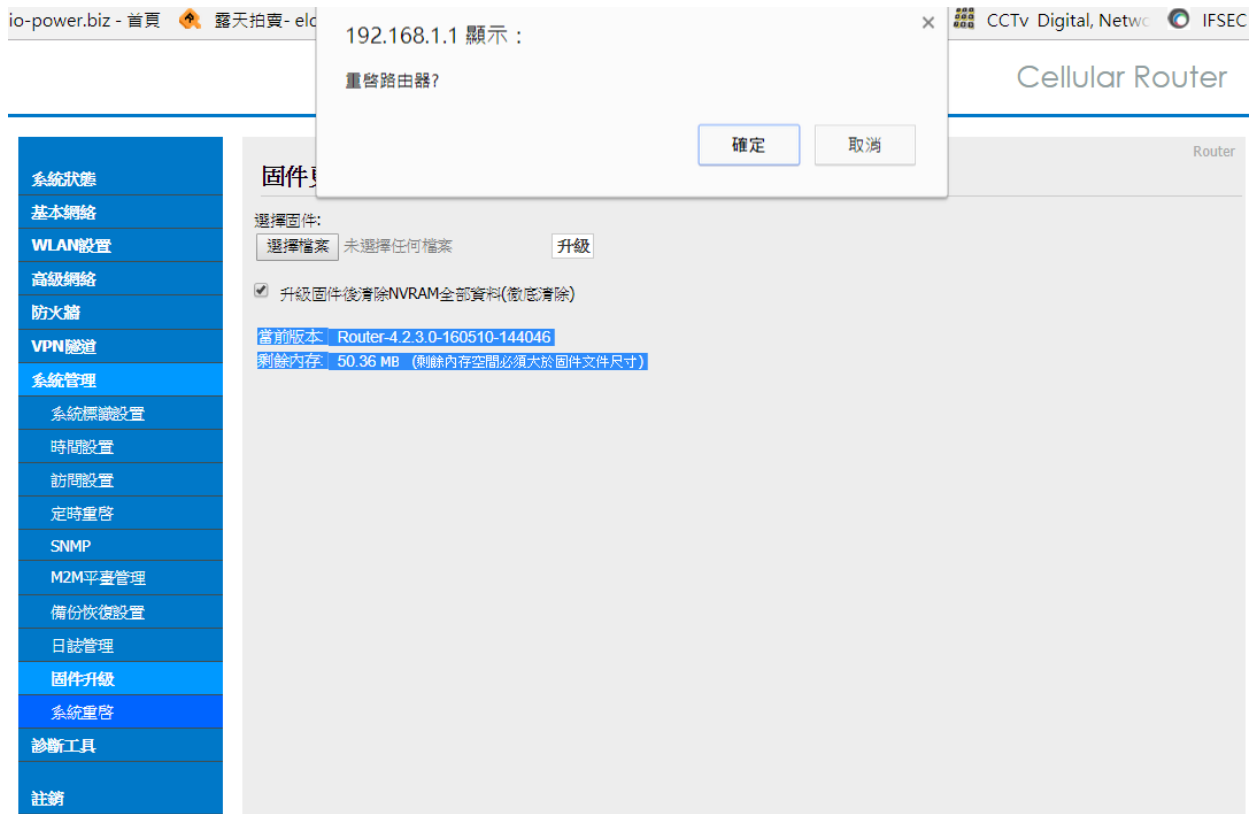 io-power.biz - 首頁 露天拍賣- elc
CCTv Digital, Netwo IFSEC
192.168.1.1 顯示：
重啓路由器?
確定 取消
Cellular Router
Router
系統狀態
基本網絡
WLAN設置
高級網絡
防火牆
VPN隧道
系統管理
系統標識設置
時間設置
訪問設置
定時重啓
SNMP
M2M平臺管理
備份恢復設置
日誌管理
固件升級
系統重啓
診斷工具
註銷
固件
選擇固件:
選擇檔案 未選擇任何檔案 升級
升級固件後清除NVRAM全部資料(徹底清除)
當前版本: Router-4.2.3.0-160510-144046
剩餘內存: 50.36 MB (剩餘內存空間必須大於固件文件尺寸)